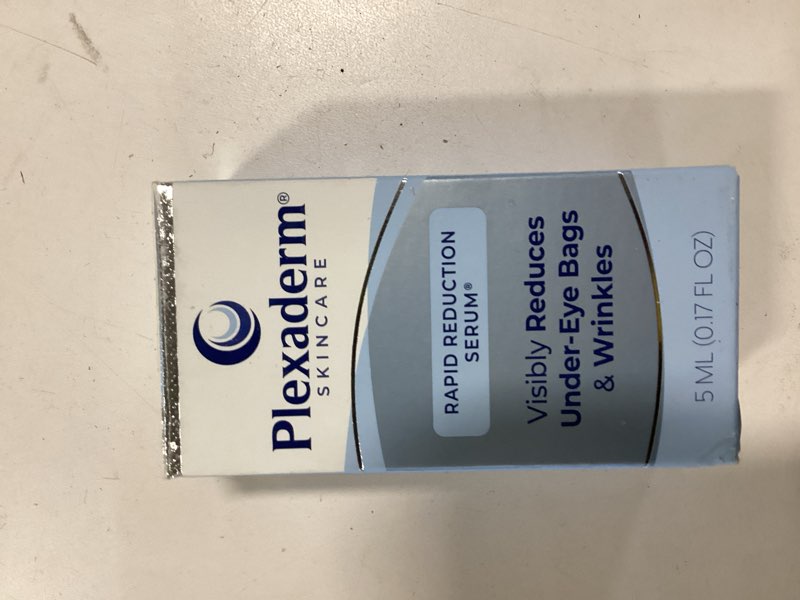 Plexaderm®
SKINCARE
RAPID REDUCTION
SERUM®
Visibly Reduces
Under-Eye Bags
& Wrinkles
5 ML (0.17 FL OZ)